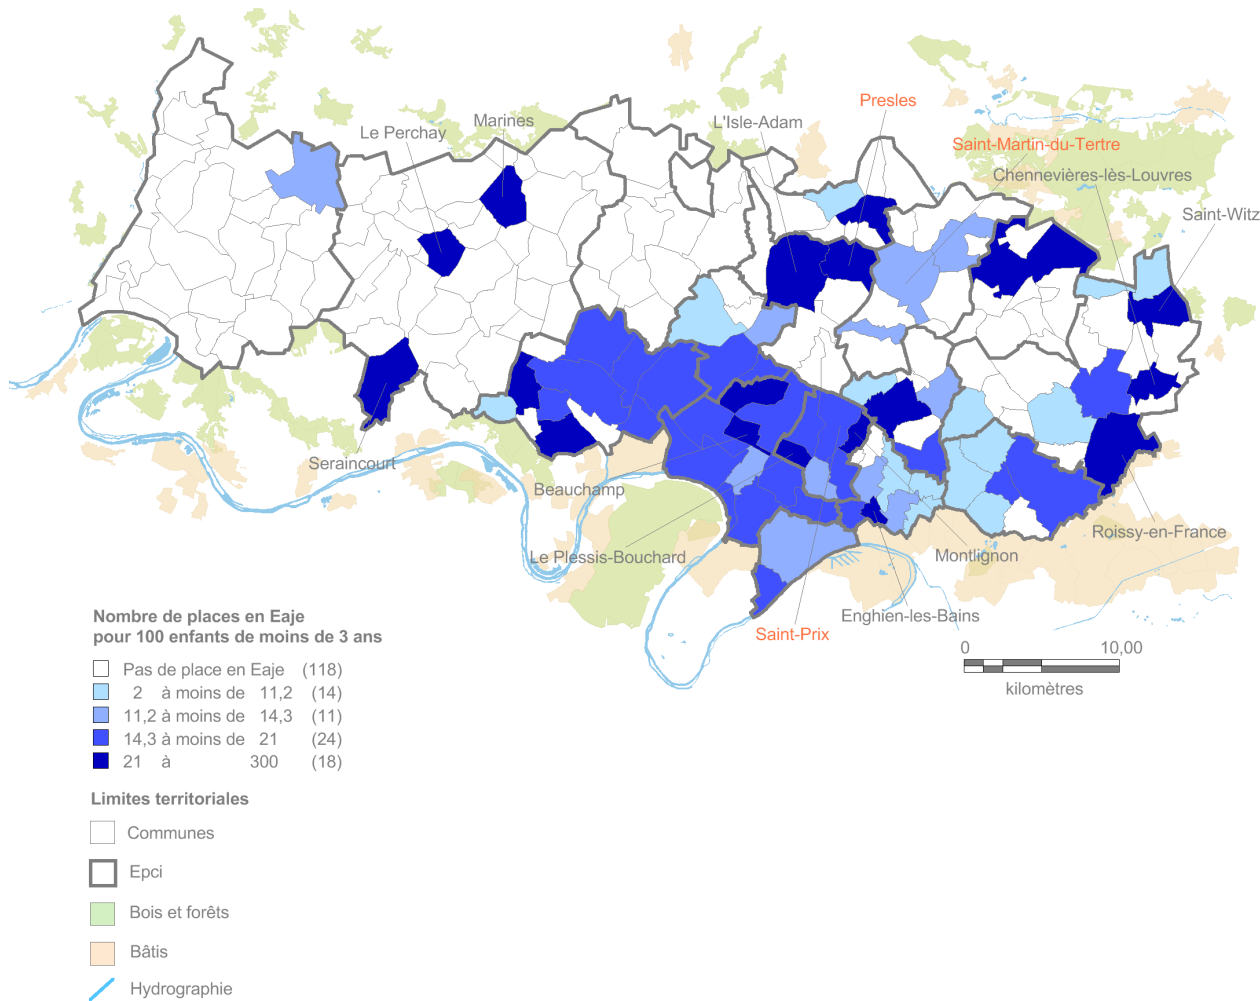 Presles
Marines
L'Isle-Adam
Le Perchay
Saint-Martin-du-Tertre
Chennevières-lès-Louvres
Saint-Witz
Seraincourt
Beauchamp
Roissy-en-France
Le Plessis-Bouchard
Montlignon
Enghien-les-Bains
Saint-Prix
Nombre de places en Eaje
pour 100 enfants de moins de 3 ans
Pas de place en Eaje (118)
2 à moins de 11,2 (14)
11,2 à moins de 14,3 (11)
14,3 à moins de 21 (24)
21 à 300 (18)
0 10,00
kilomètres
Limites territoriales
Communes
Epci
Bois et forêts
Bâtis
Hydrographie